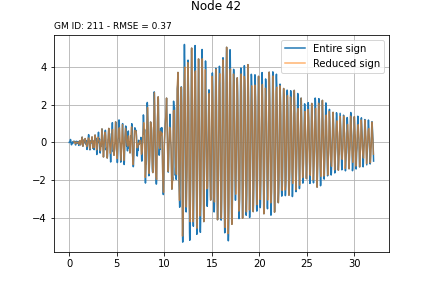 Node 42
GM ID: 211 - RMSE = 0.37
Entire sign
Reduced sign
4
2
0
−2
−4
0 5 10 15 20 25 30